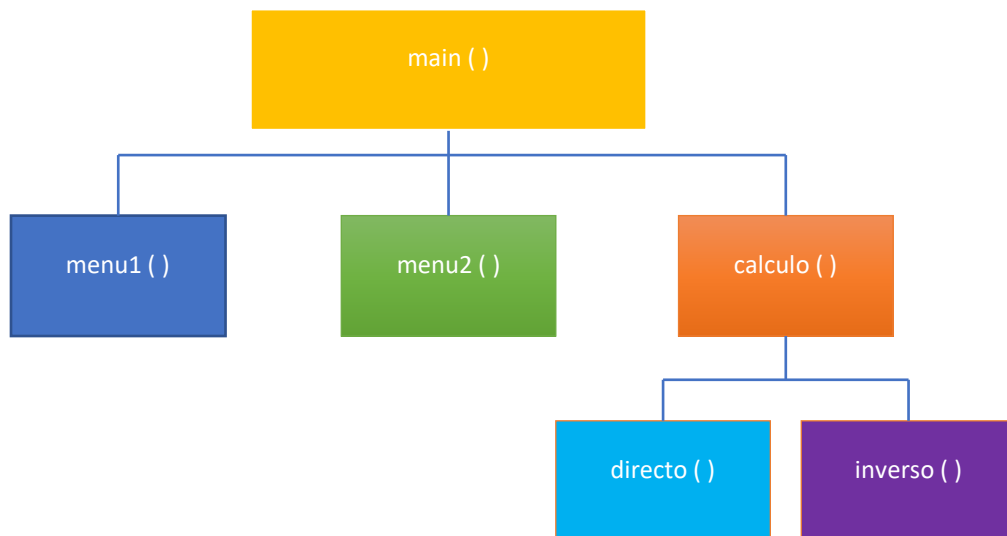 main ( )
menu1 ( )
menu2 ( )
calculo ( )
directo ( )
inverso ( )